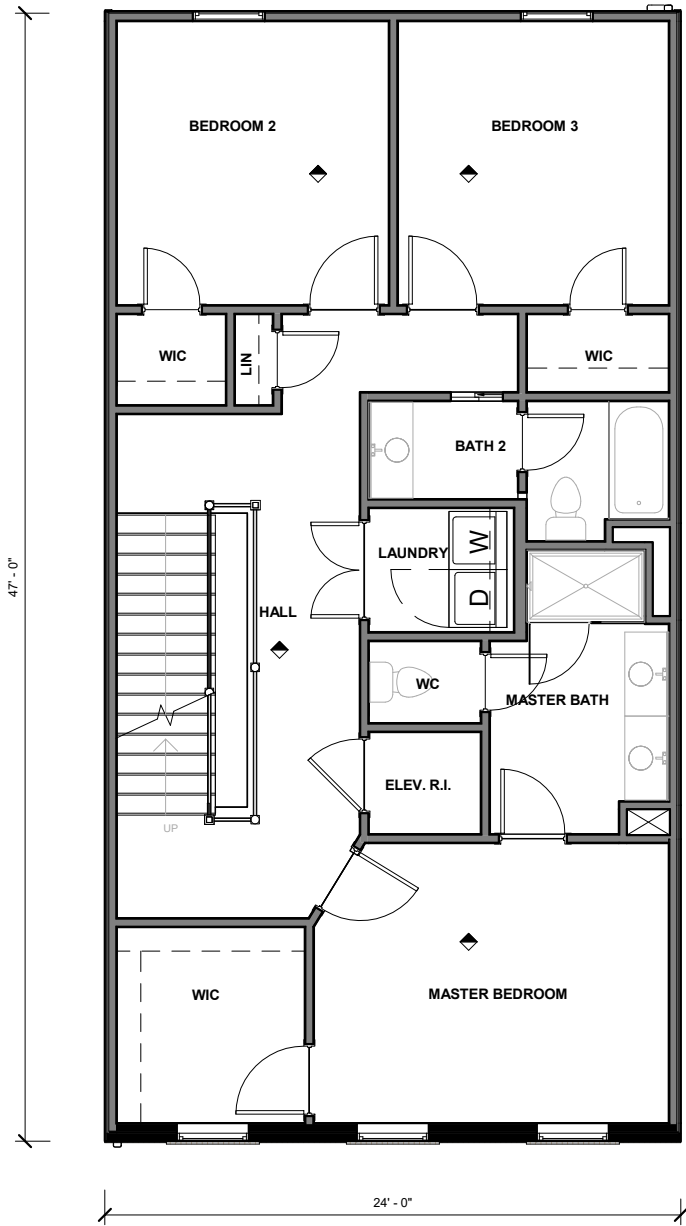 BEDROOM 2
BEDROOM 3
WIC
LIN
WIC
BATH 2
LAUNDRY
W
D
47' - 0"
HALL
WC
MASTER BATH
ELEV. R.I.
UP
WIC
MASTER BEDROOM
24' - 0"